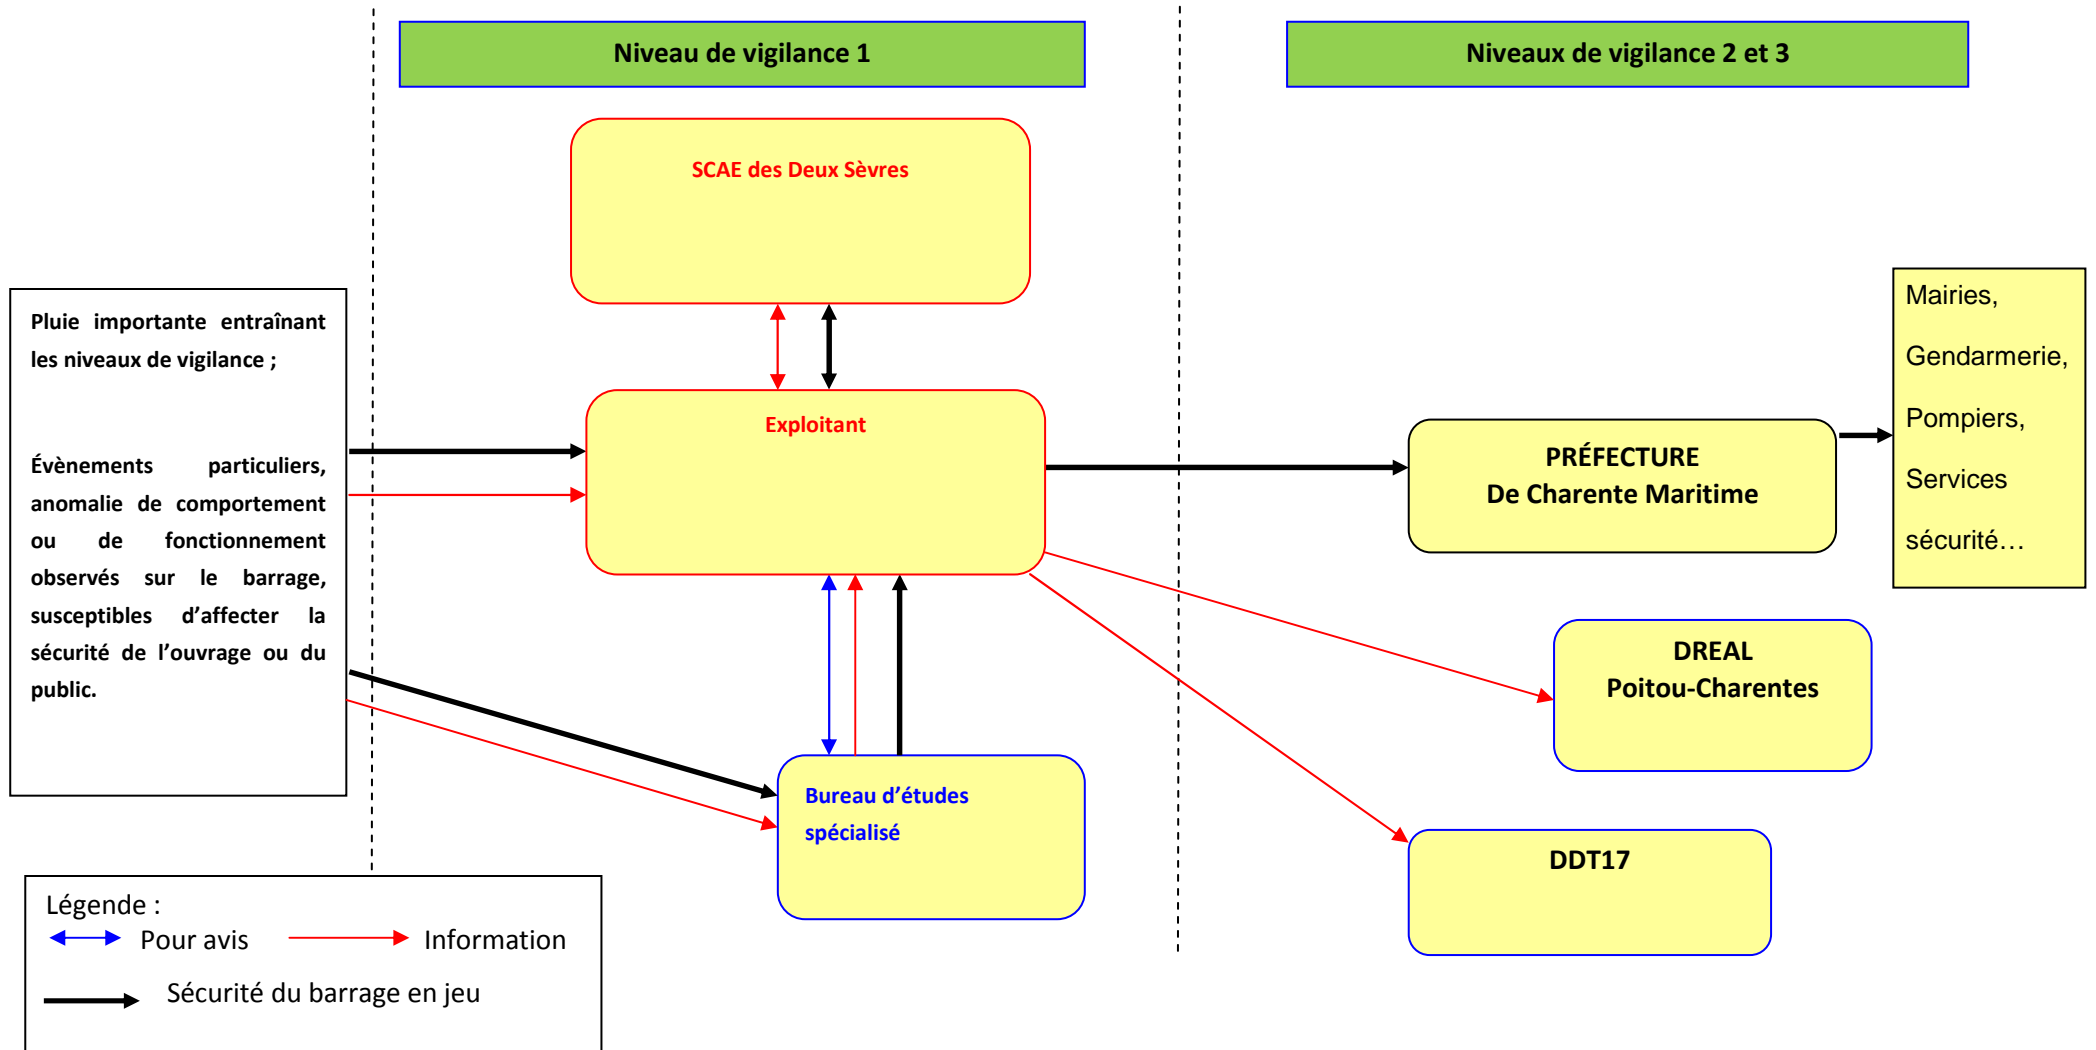 Niveau de vigilance 1
Niveaux de vigilance 2 et 3
SCAE des Deux Sèvres
Pluie importante entraînant
les niveaux de vigilance ;
Évènements particuliers,
anomalie de comportement
ou de fonctionnement
observés sur le barrage,
susceptibles d’affecter la
sécurité de l’ouvrage ou du
public.
Exploitant
Bureau d’études
spécialisé
PRÉFECTURE
De Charente Maritime
Mairies,
Gendarmerie,
Pompiers,
Services
sécurité…
DREAL
Poitou-Charentes
DDT17
Légende :
Pour avis
Information
Sécurité du barrage en jeu